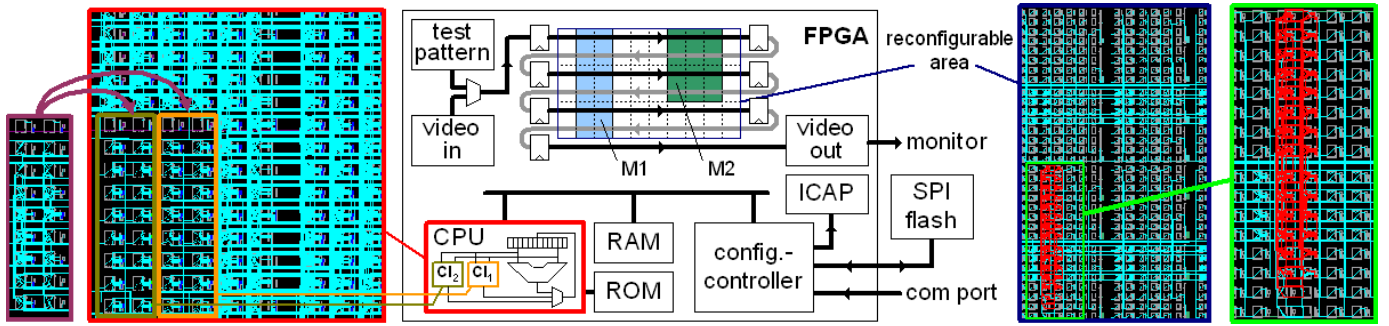 test
pattern
FPGA
reconfigurable
area
video
in
M1
M2
video
out
monitor
ICAP
SPI
flash
CPU
CI2
CI1
RAM
ROM
config.-
controller
com port